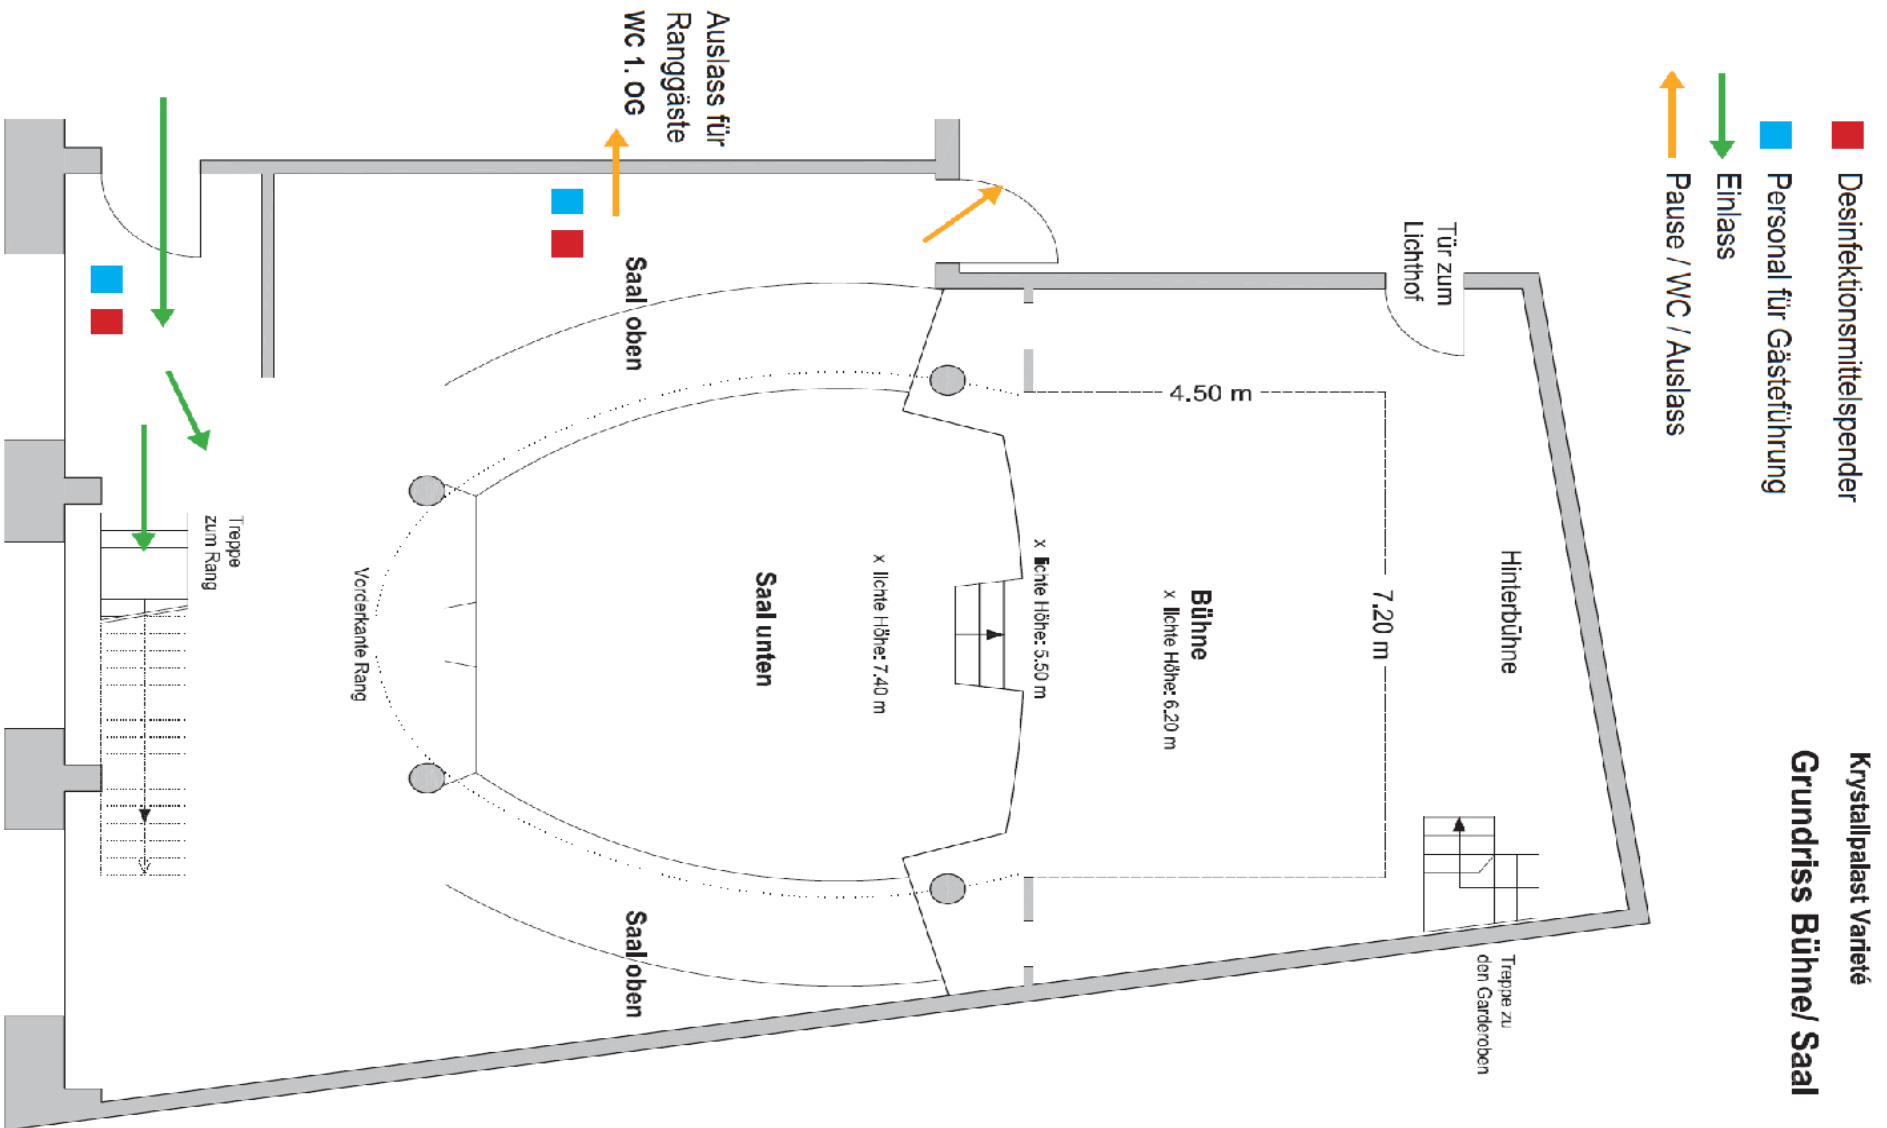 Krystallpalast Varieté
Grundriss Bühne/ Saal
Desinfektionsmittelspender
Personal für Gästeführung
Einlass
Pause / WC / Auslass
Tür zum
Lichthof
Hinterbühne
Treppe zu
den Garderoben
4.50 m
7.20 m
Bühne
x lichte Höhe: 6.20 m
x lichte Höhe: 5.50 m
x lichte Höhe: 7.40 m
Saal unten
Auslass für
Ranggäste
WC 1. OG
Saal oben
Saal oben
Vorderkante Rang
Treppe
zum Rang